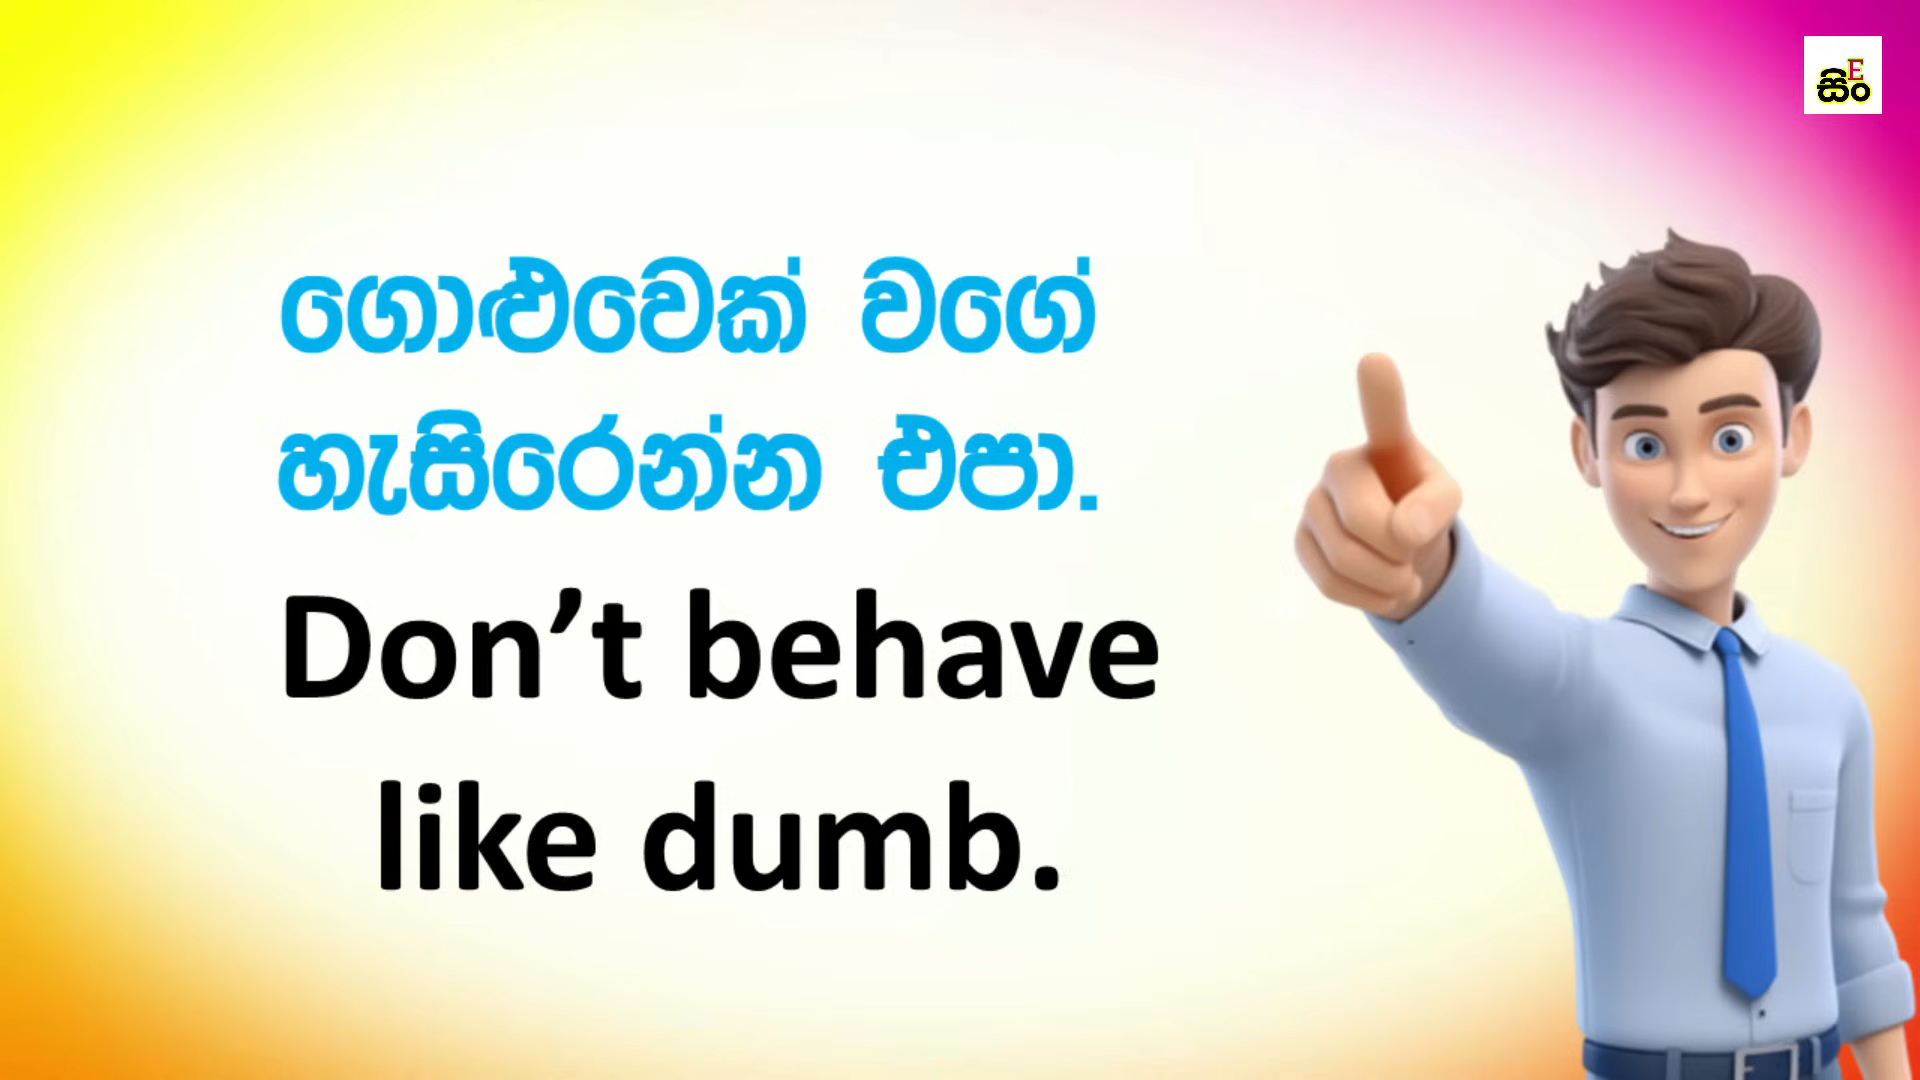 සිං
E
ගොළුවෙක් වගේ
හැසිරෙන්න එපා.
Don’t behave
like dumb.